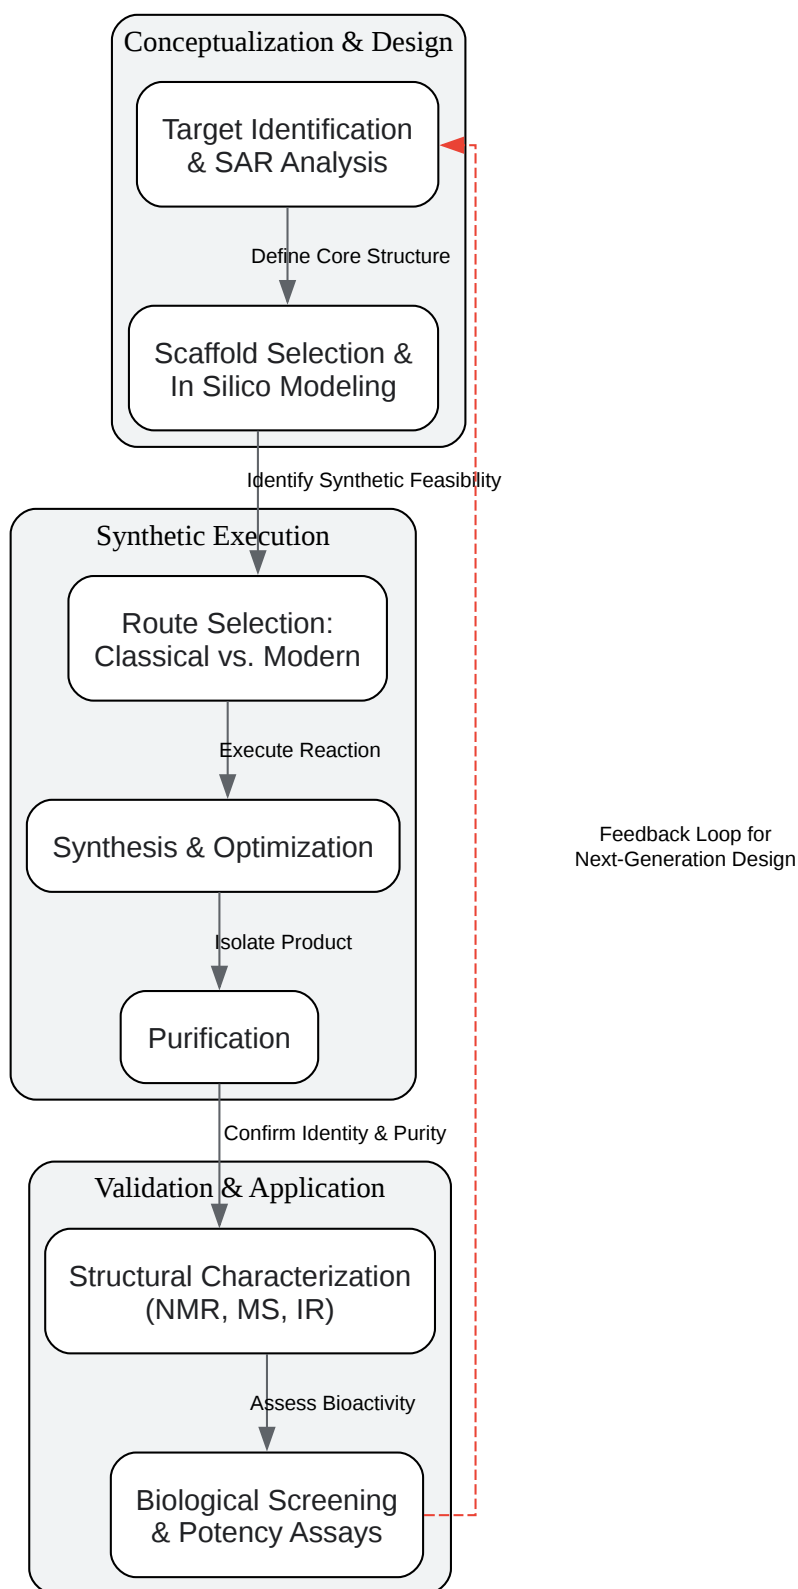 Conceptualization & Design
Target Identification
& SAR Analysis
Define Core Structure
Scaffold Selection &
In Silico Modeling
Identify Synthetic Feasibility
Synthetic Execution
Route Selection:
Classical vs. Modern
Execute Reaction
Synthesis & Optimization
Feedback Loop for
Next-Generation Design
Isolate Product
Purification
Confirm Identity & Purity
Validation & Application
Structural Characterization
(NMR, MS, IR)
Assess Bioactivity
Biological Screening
& Potency Assays